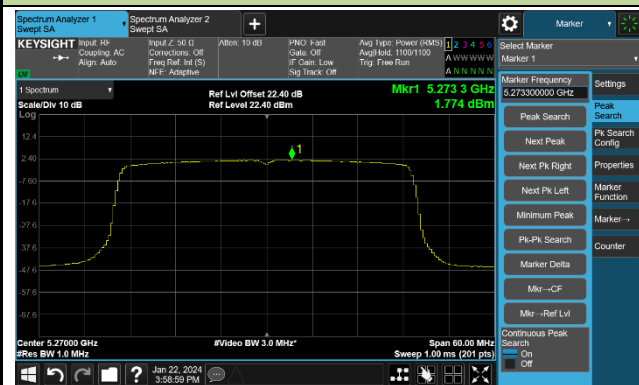 Spectrum Analyzer 1
Swept SA
Spectrum Analyzer 2
Swept SA
+
Marker
KEYSIGHT
Input: RF
Coupling: AC
Align: Auto
Input Z: 50 Ω
Corrections: Off
Freq Ref: Int (S)
NFE: Adaptive
Atten: 10 dB
PNO: Fast
Gate: Off
IF Gain: Low
Sig Track: Off
Avg Type: Power (RMS)
Avg|Hold: 1100/1100
Trig: Free Run
1 2 3 4 5 6
A W W W W W
A N N N N N
LXI
Select Marker
Marker 1
1 Spectrum
Scale/Div 10 dB
Log
Ref Lvl Offset 22.40 dB
Ref Level 22.40 dBm
Mkr1 5.273 3 GHz
1.774 dBm
12.4
2.40
-7.60
-17.6
-27.6
-37.6
-47.6
-57.6
-67.6
1
Center 5.27000 GHz
#Res BW 1.0 MHz
#Video BW 3.0 MHz*
Span 60.00 MHz
Sweep 1.00 ms (201 pts)
Marker Frequency
5.273300000 GHz
Peak Search
Next Peak
Next Pk Right
Next Pk Left
Minimum Peak
Pk-Pk Search
Marker Delta
Mkr→CF
Mkr→Ref Lvl
Continuous Peak
Search
On
Off
Settings
Peak
Search
Pk Search
Config
Properties
Marker
Function
Marker→
Counter
?
Jan 22, 2024
3:58:59 PM